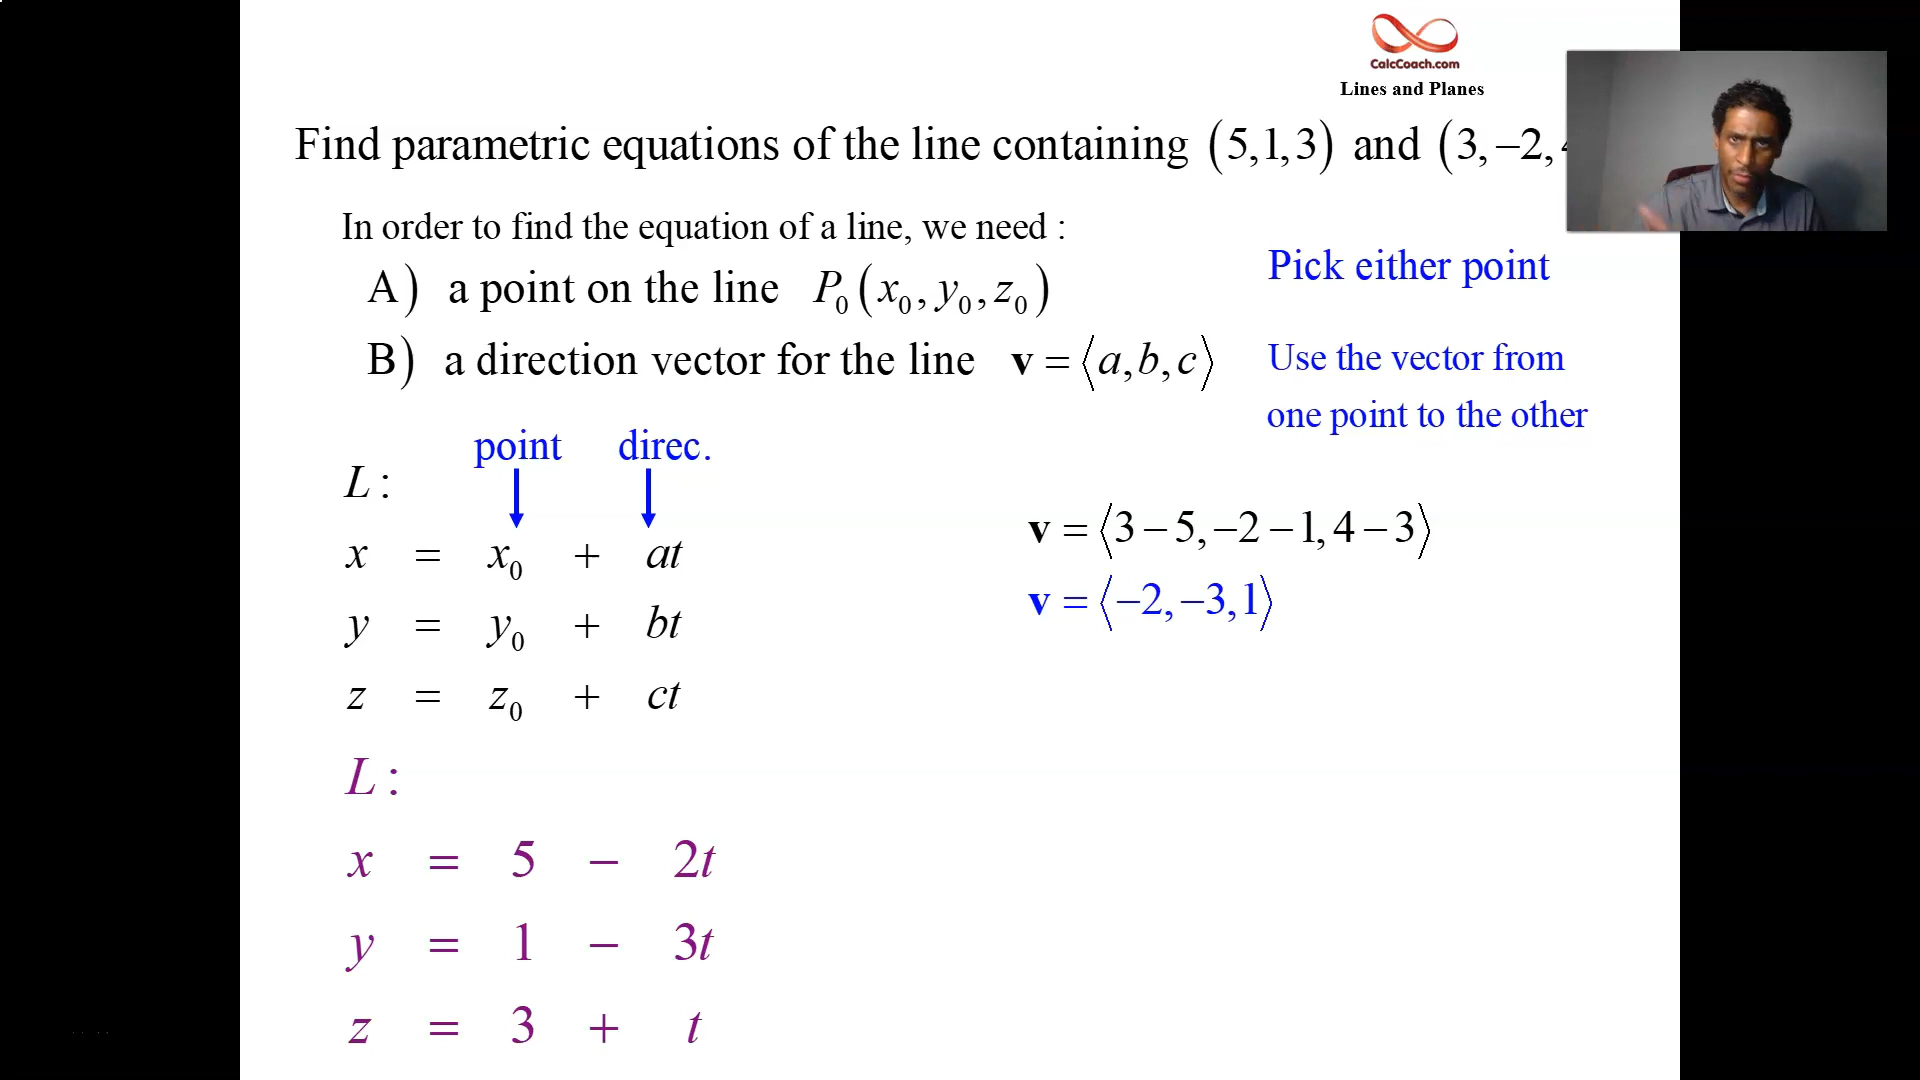 CalcCoach.com
Lines and Planes
Find parametric equations of the line containing (5,1,3) and (3,−2,
In order to find the equation of a line, we need :
A) a point on the line P₀(x₀, y₀, z₀)
Pick either point
B) a direction vector for the line v = ⟨a,b,c⟩
Use the vector from
one point to the other
point direc.
L:
x = x₀ + at
y = y₀ + bt
z = z₀ + ct
v = ⟨3−5,−2−1,4−3⟩
v = ⟨−2,−3,1⟩
L:
x = 5 − 2t
y = 1 − 3t
z = 3 + t